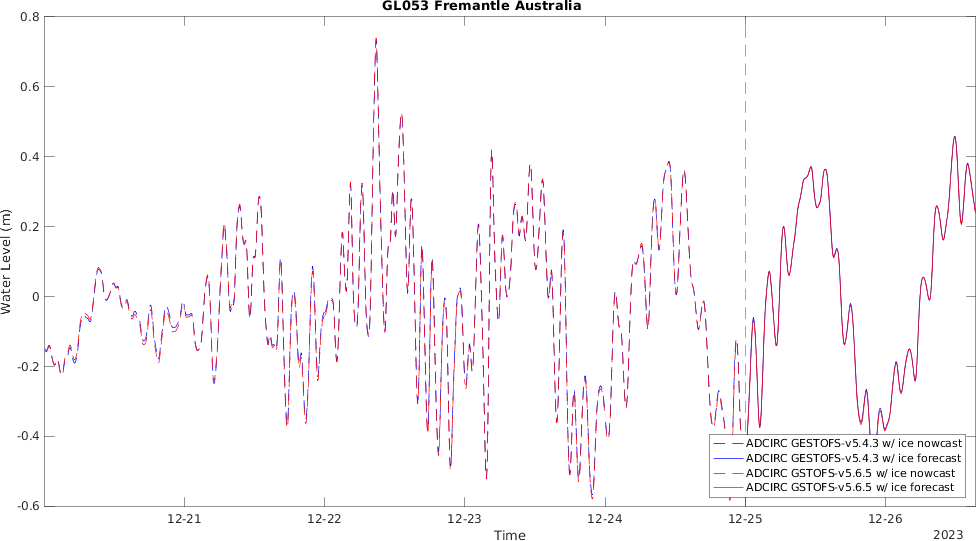 GL053 Fremantle Australia
0.8
0.6
0.4
0.2
0
-0.2
-0.4
-0.6
Water Level (m)
ADCIRC GESTOFS-v5.4.3 w/ ice nowcast
ADCIRC GESTOFS-v5.4.3 w/ ice forecast
ADCIRC GSTOFS-v5.6.5 w/ ice nowcast
ADCIRC GSTOFS-v5.6.5 w/ ice forecast
12-21 12-22 12-23 12-24 12-25 12-26
Time
2023